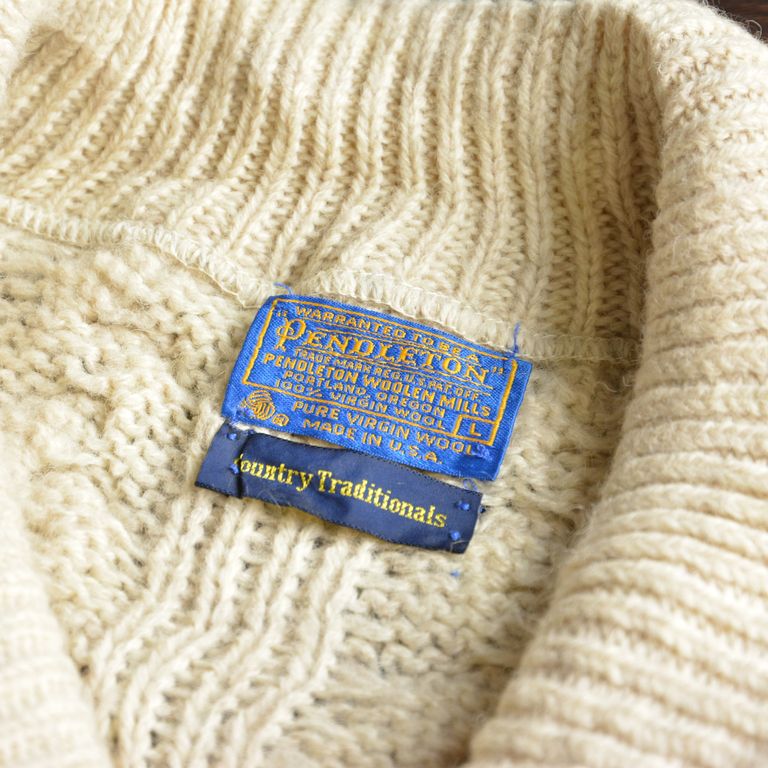 WARRANTED TO BE A
"PENDLETON"
TRADE MARK REG. U.S. PAT. OFF.
PENDLETON WOOLEN MILLS
PORTLAND, OREGON
100% VIRGIN WOOL L
PURE VIRGIN WOOL
MADE IN U.S.A.
Country Traditionals